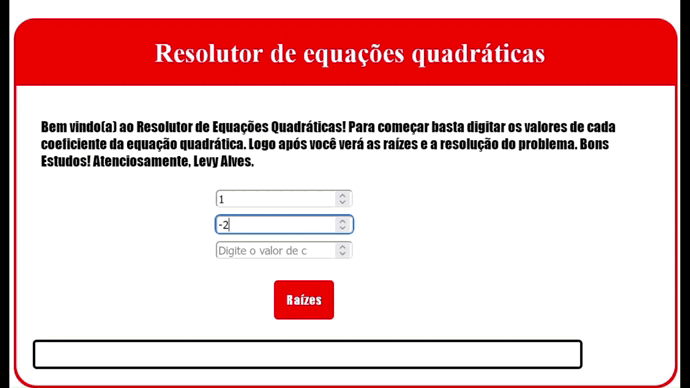 Resolutor de equações quadráticas
Bem vindo(a) ao Resolutor de Equações Quadráticas! Para começar basta digitar os valores de cada
coeficiente da equação quadrática. Logo após você verá as raízes e a resolução do problema. Bons
Estudos! Atenciosamente, Levy Alves.
1
-2
Digite o valor de c
Raízes